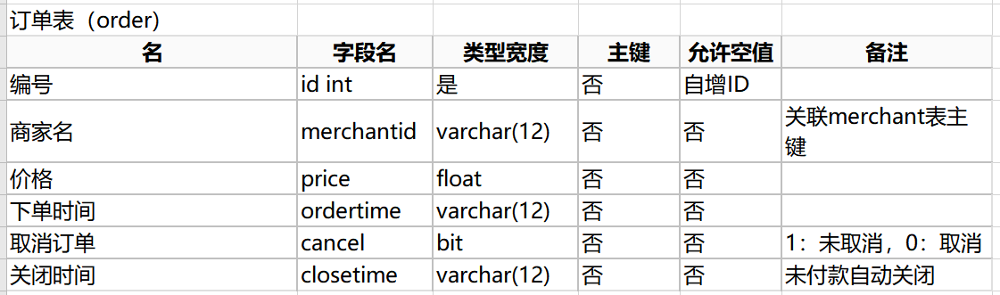 订单表（order）
名 字段名 类型宽度 主键 允许空值 备注
编号 id int 是 否 自增ID
商家名 merchantid varchar(12) 否 否 关联merchant表主
键
价格 price float 否 否
下单时间 ordertime varchar(12) 否 否
取消订单 cancel bit 否 否 1：未取消，0：取消
关闭时间 closetime varchar(12) 否 否 未付款自动关闭